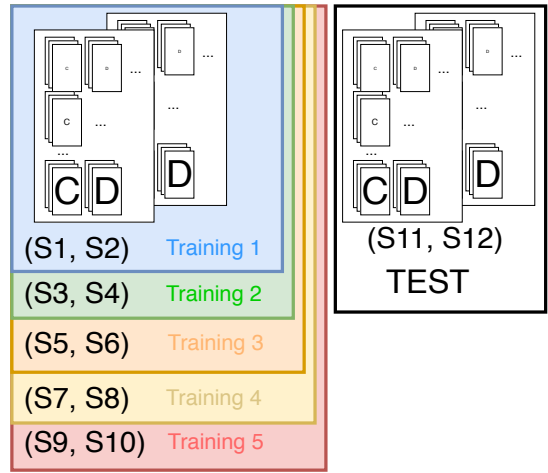 C D ... D ...
C ... ...
...
C D D
(S1, S2) Training 1
(S3, S4) Training 2
(S5, S6) Training 3
(S7, S8) Training 4
(S9, S10) Training 5
C D ... D ...
C ... ...
...
C D D
(S11, S12)
TEST